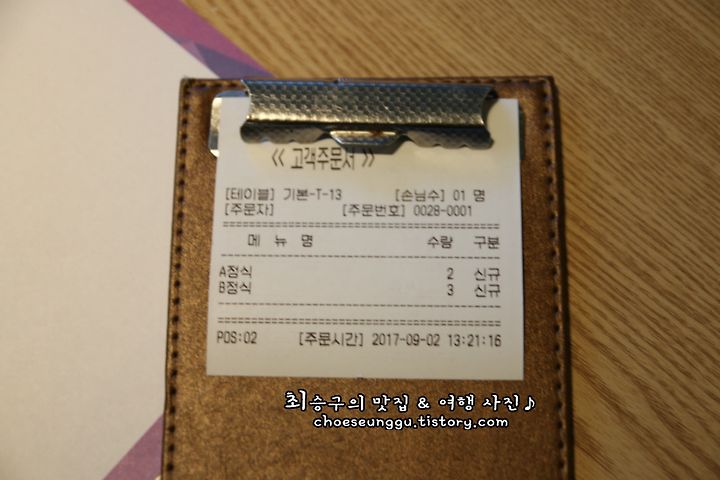 << 고객주문서 >>
[테이블] 기본-T-13 [손님수] 01 명
[주문자] [주문번호] 0028-0001
메 뉴 명 수량 구분
A정식 2 신규
B정식 3 신규
POS:02 [주문시간] 2017-09-02 13:21:16
최승구의 맛집 & 여행 사진♪
choeseunggu.tistory.com